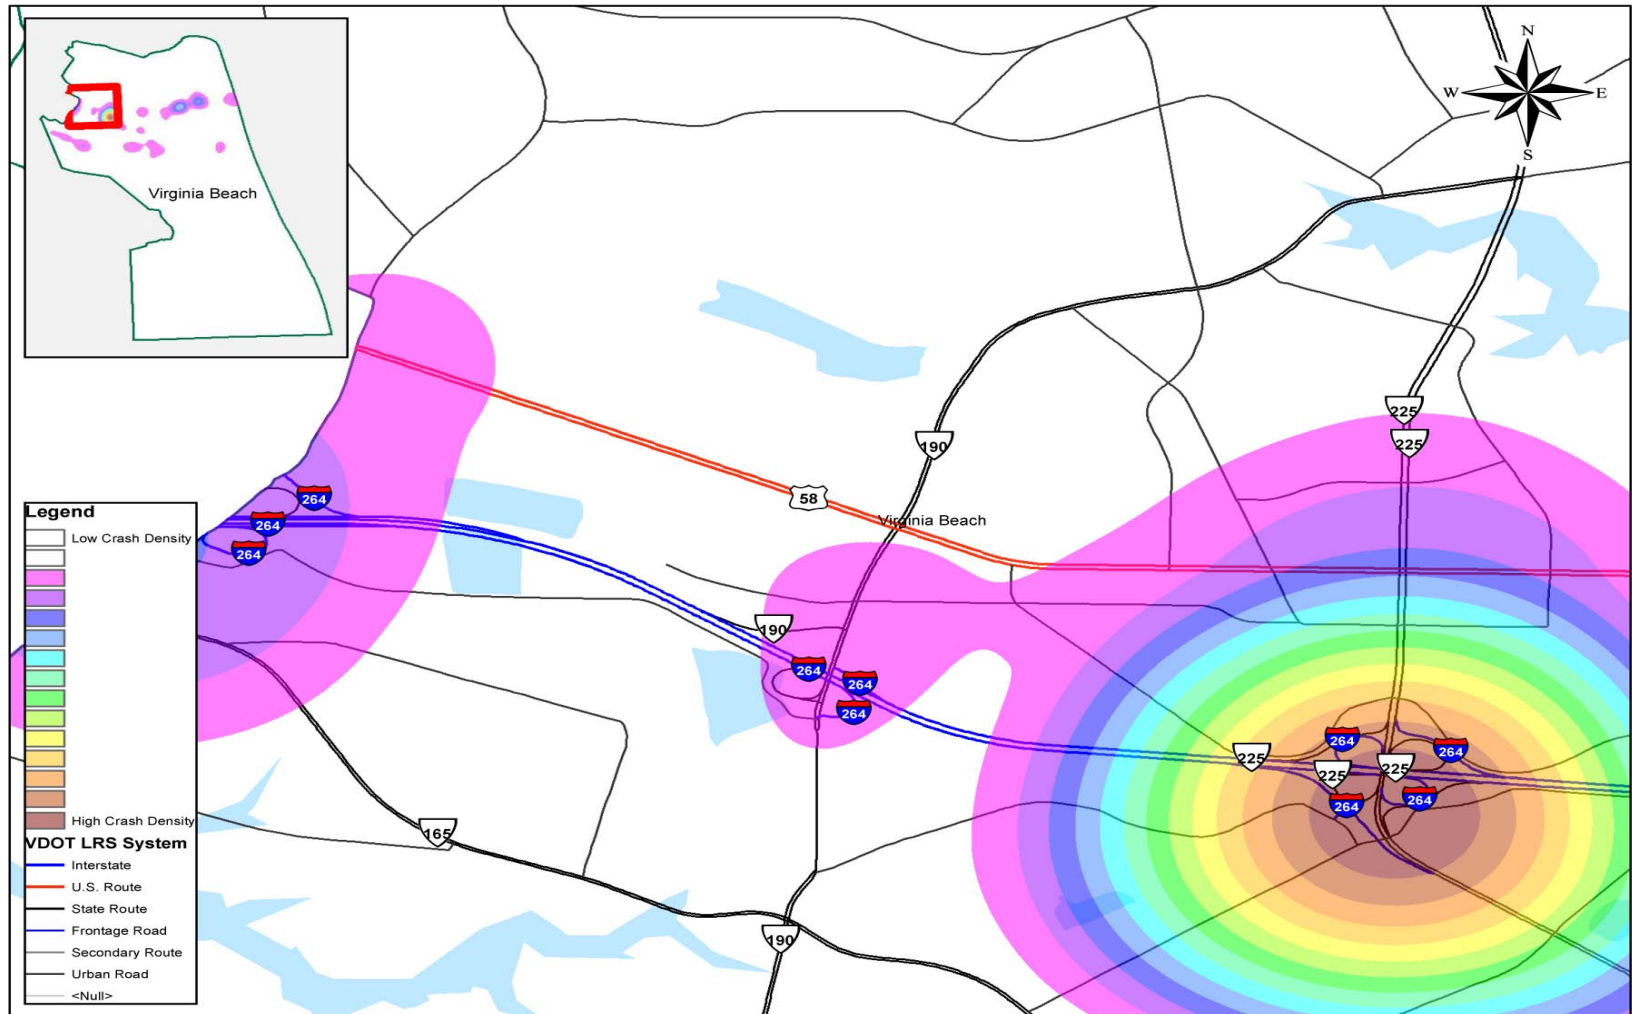 N
W E
S
Virginia Beach
225
225
190
58
Virginia Beach
264
264
264
190
264
264
264
225
225
225
264
264
264
264
165
190
Legend
Low Crash Density
High Crash Density
VDOT LRS System
Interstate
U.S. Route
State Route
Frontage Road
Secondary Route
Urban Road
<Null>